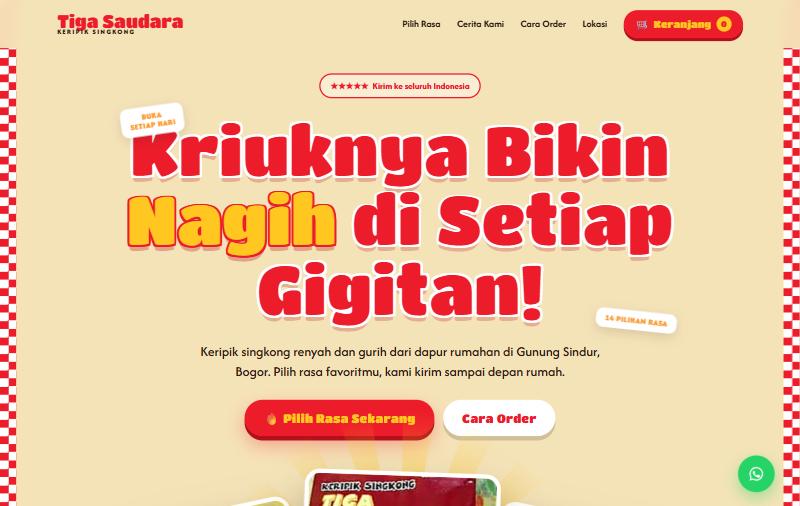 Tiga Saudara
KERIPIK SINGKONG
Pilih Rasa
Cerita Kami
Cara Order
Lokasi
Keranjang 0
★★★★★ Kirim ke seluruh Indonesia
BUKA
SETIAP HARI
Kriuknya Bikin
Nagih di Setiap
Gigitan!
14 PILIHAN RASA
Keripik singkong renyah dan gurih dari dapur rumahan di Gunung Sindur,
Bogor. Pilih rasa favoritmu, kami kirim sampai depan rumah.
Pilih Rasa Sekarang
Cara Order
KERIPIK SINGKONG
TIGA